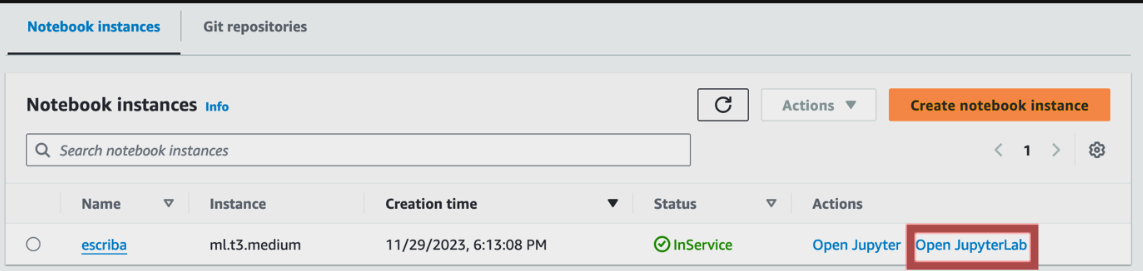 Notebook instances Git repositories
Notebook instances Info Actions Create notebook instance
Search notebook instances 1
Name Instance Creation time Status Actions
escriba ml.t3.medium 11/29/2023, 6:13:08 PM InService Open Jupyter Open JupyterLab